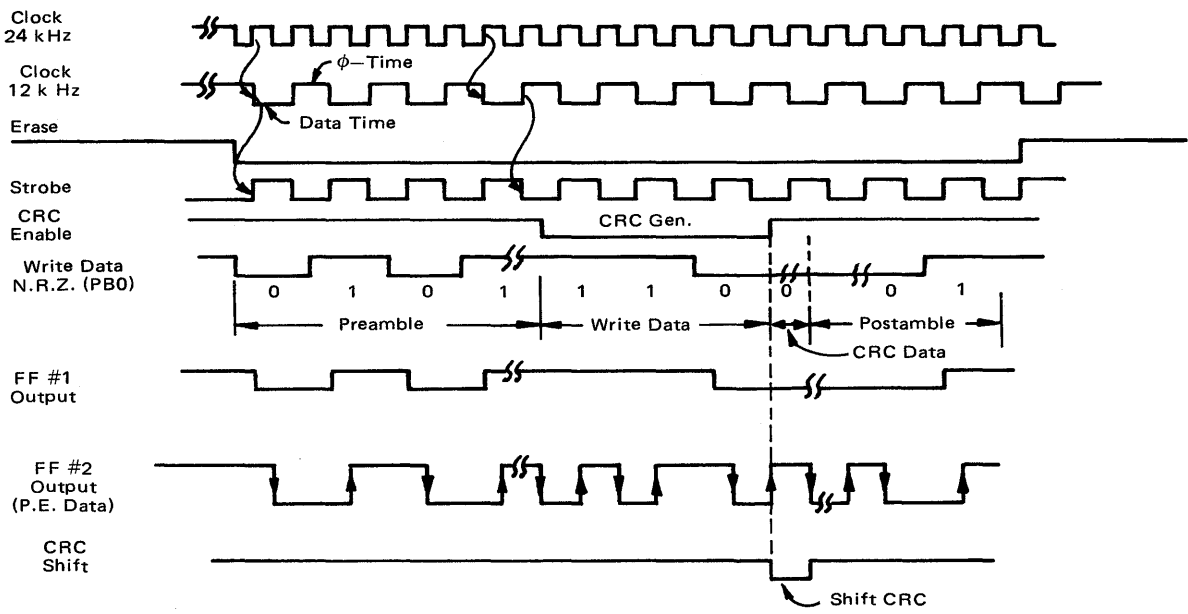 Clock
24 kHz
Clock
12 k Hz
ϕ–Time
Data Time
Erase
Strobe
CRC
Enable
CRC Gen.
Write Data
N.R.Z. (PB0)
0 1 0 1 1 1 0 0 0 1
Preamble Write Data Postamble
CRC Data
FF #1
Output
FF #2
Output
(P.E. Data)
CRC
Shift
Shift CRC